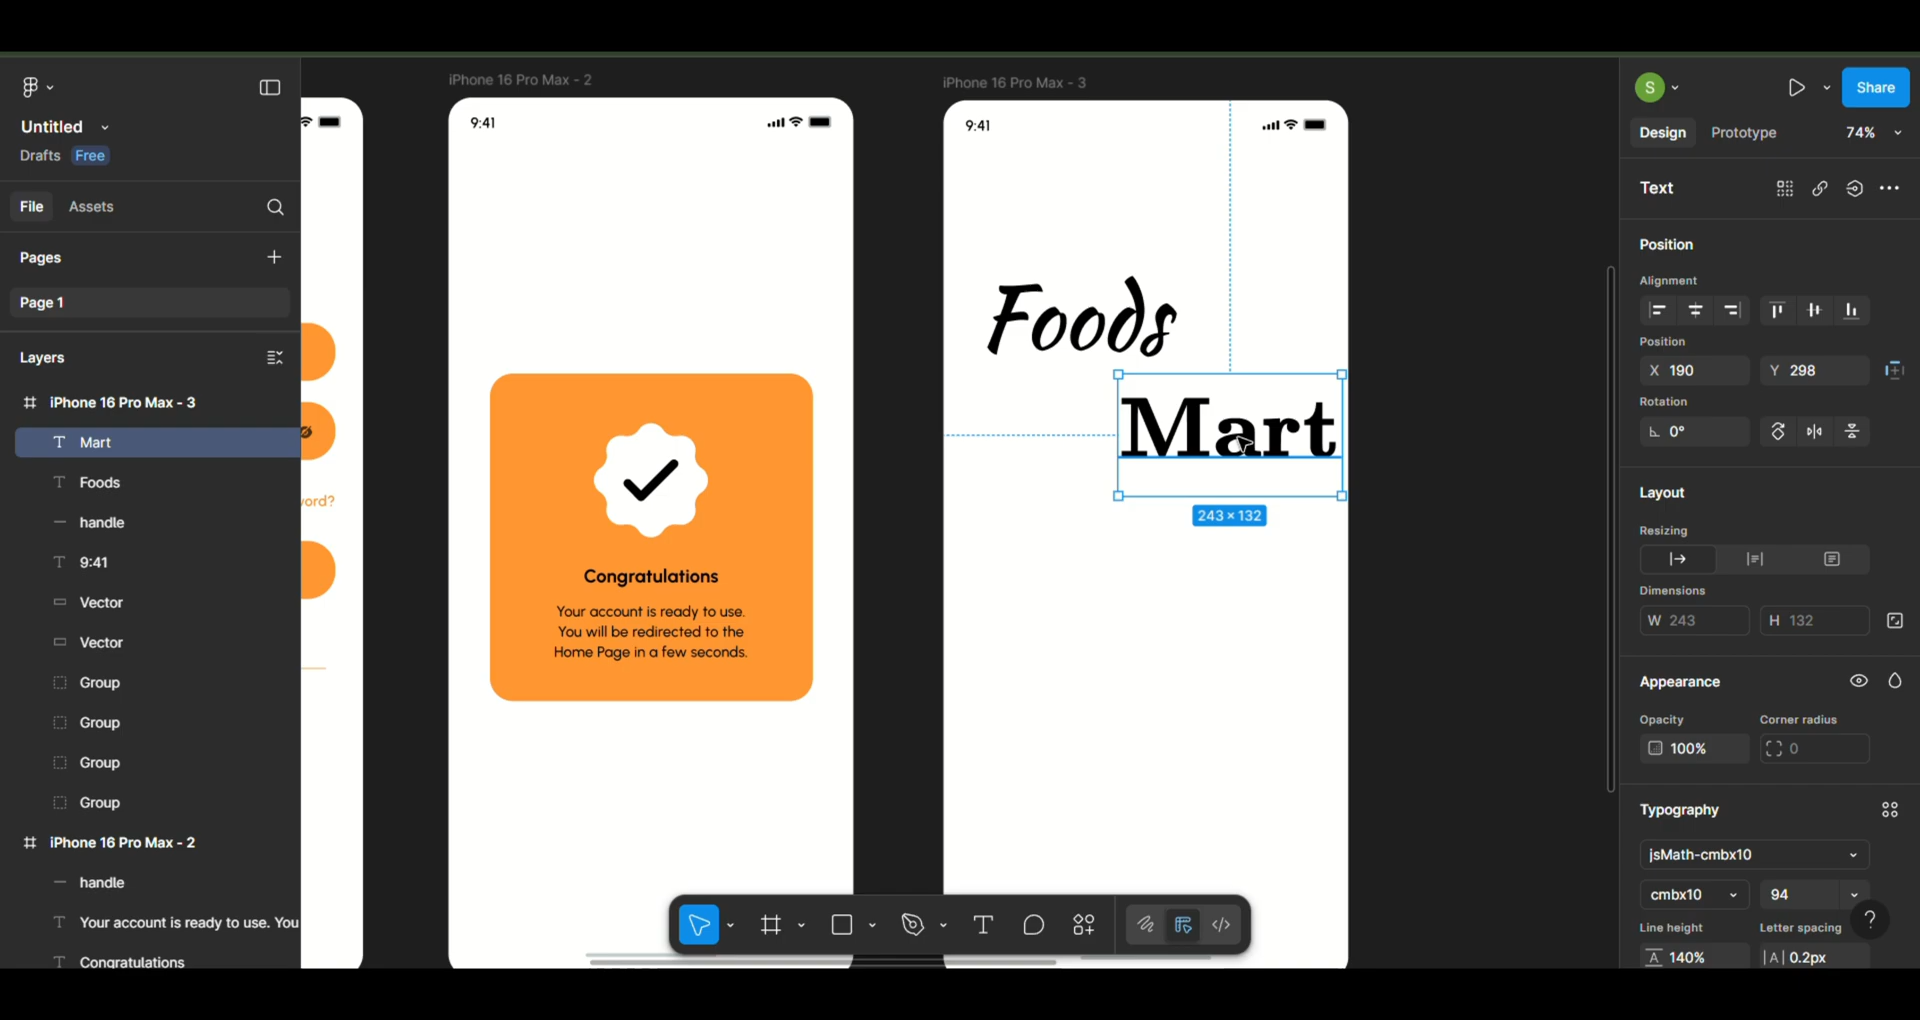 Untitled
Drafts Free
File Assets
Pages
Page 1
Layers
iPhone 16 Pro Max - 3
Mart
Foods
handle
9:41
Vector
Vector
Group
Group
Group
Group
iPhone 16 Pro Max - 2
handle
Your account is ready to use. You
Congratulations
word?
iPhone 16 Pro Max - 2
9:41
Congratulations
Your account is ready to use.
You will be redirected to the
Home Page in a few seconds.
iPhone 16 Pro Max - 3
9:41
Foods
Mart
243 × 132
S
Share
Design Prototype 74%
Text
Position
Alignment
Position
X 190 Y 298
Rotation
0°
Layout
Resizing
Dimensions
W 243 H 132
Appearance
Opacity Corner radius
100% 0
Typography
jsMath-cmbx10
cmbx10 94
?
Line height Letter spacing
140% |A| 0.2px